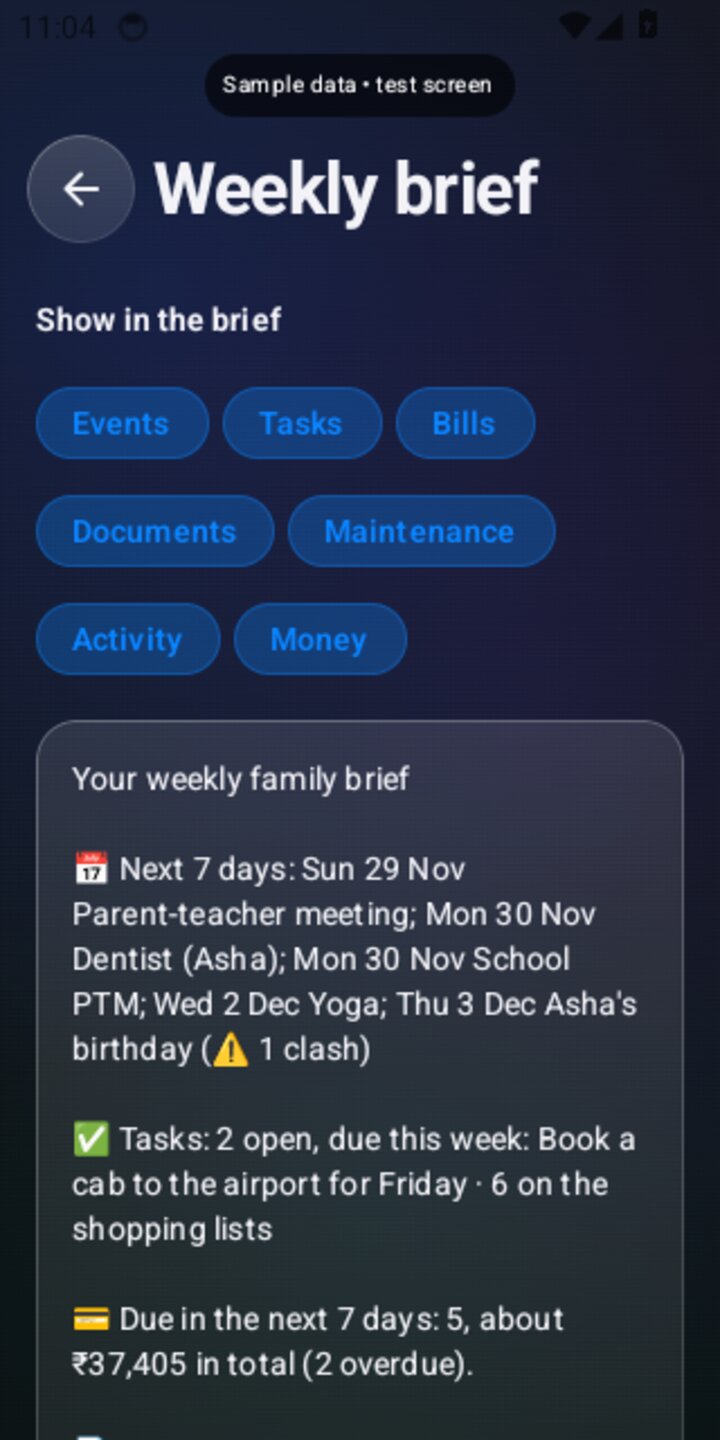 11:04
Sample data • test screen
Weekly brief
Show in the brief
Events Tasks Bills
Documents Maintenance
Activity Money
Your weekly family brief
📅 Next 7 days: Sun 29 Nov
Parent-teacher meeting; Mon 30 Nov
Dentist (Asha); Mon 30 Nov School
PTM; Wed 2 Dec Yoga; Thu 3 Dec Asha's
birthday (⚠️ 1 clash)
✅ Tasks: 2 open, due this week: Book a
cab to the airport for Friday · 6 on the
shopping lists
💳 Due in the next 7 days: 5, about
₹37,405 in total (2 overdue).